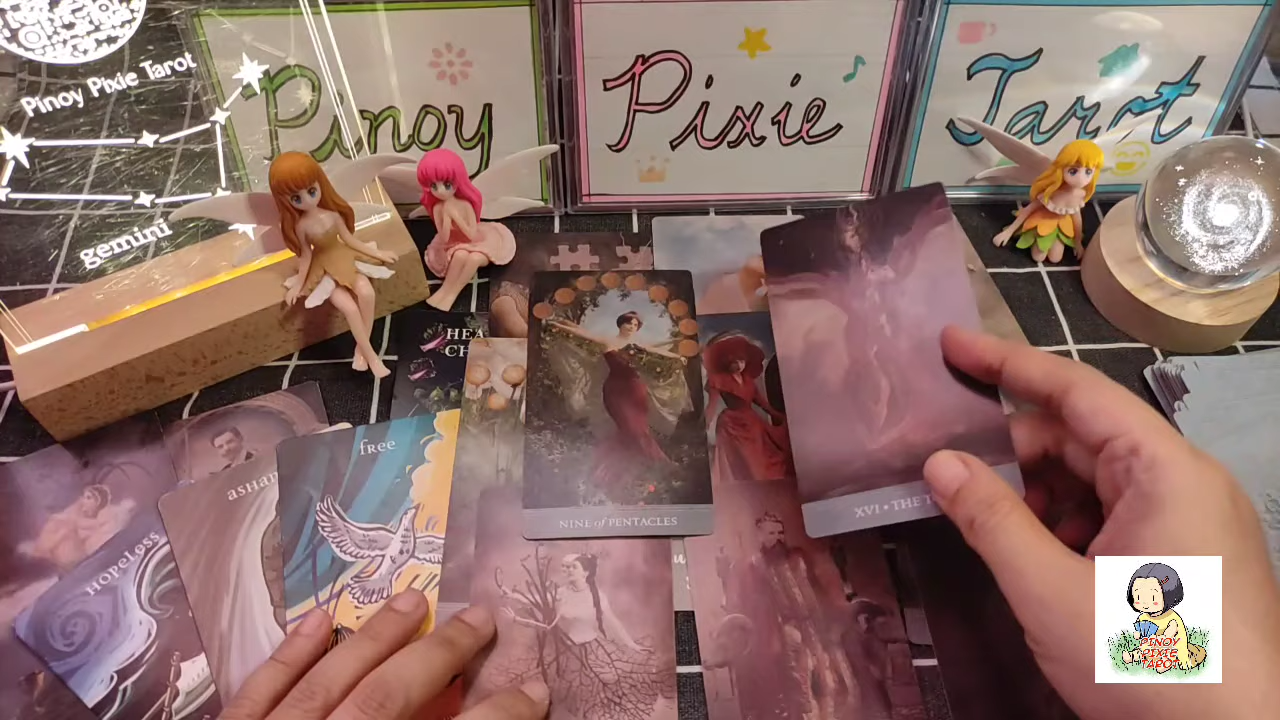 Pinoy Pixie Tarot
gemini
Pinoy
Pixie
Tarot
HEA
CH
HOPELESS
ASHAM
free
NINE of PENTACLES
XVI • THE T
PINOY
PIXIE
TAROT